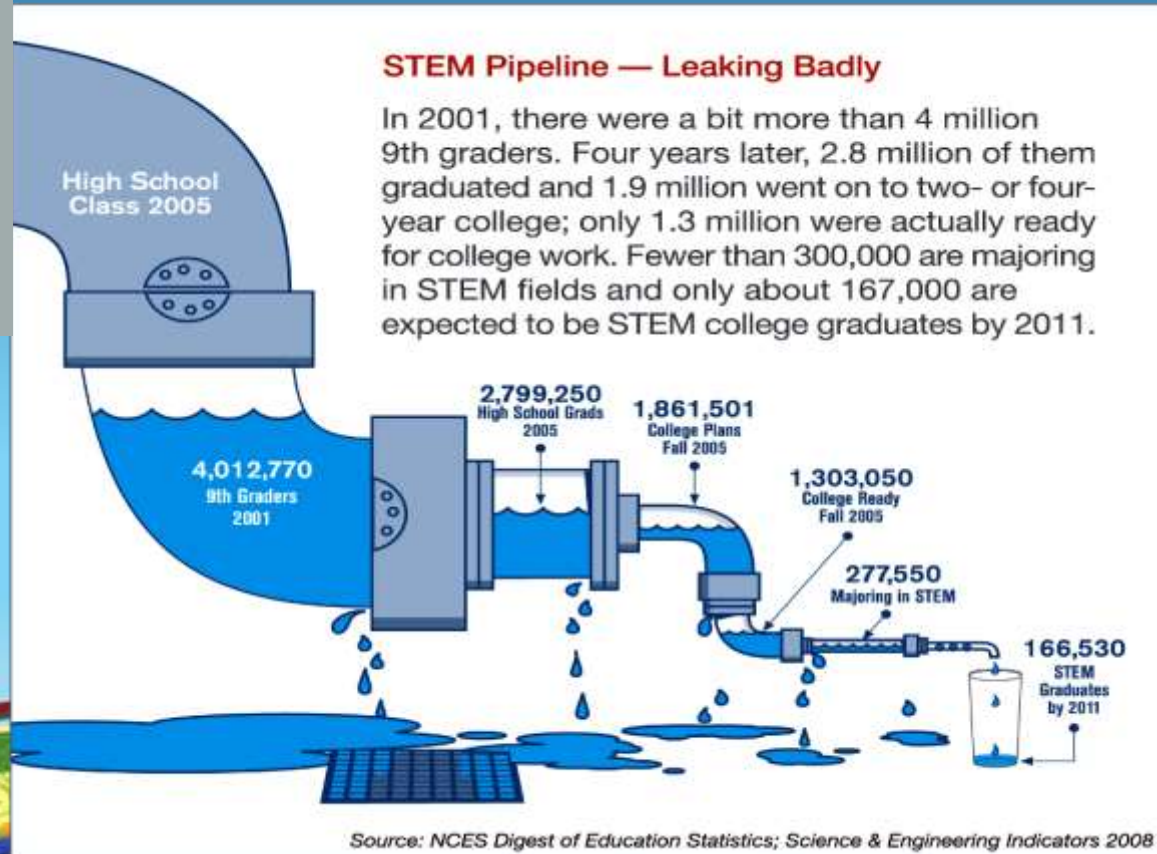 STEM Pipeline — Leaking Badly
In 2001, there were a bit more than 4 million
9th graders. Four years later, 2.8 million of them
graduated and 1.9 million went on to two- or four-
year college; only 1.3 million were actually ready
for college work. Fewer than 300,000 are majoring
in STEM fields and only about 167,000 are
expected to be STEM college graduates by 2011.
High School
Class 2005
4,012,770
9th Graders
2001
2,799,250
High School Grads
2005
1,861,501
College Plans
Fall 2005
1,303,050
College Ready
Fall 2005
277,550
Majoring in STEM
166,530
STEM
Graduates
by 2011
Source: NCES Digest of Education Statistics; Science & Engineering Indicators 2008